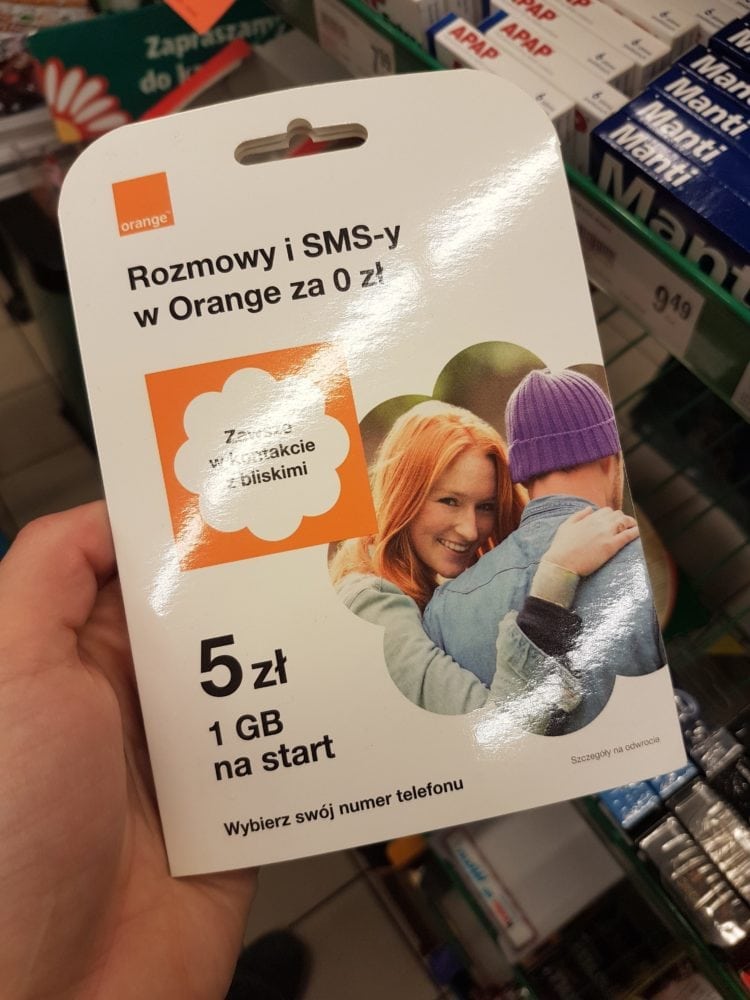 Zapraszamy
do
orange
Rozmowy i SMS-y
w Orange za 0 zł
Zawsze
w kontakcie
z bliskimi
5 zł
1 GB
na start
Szczegóły na odwrocie
Wybierz swój numer telefonu
APAP
APAP
Manti
Manti
Manti
Manti
Manti
9,49